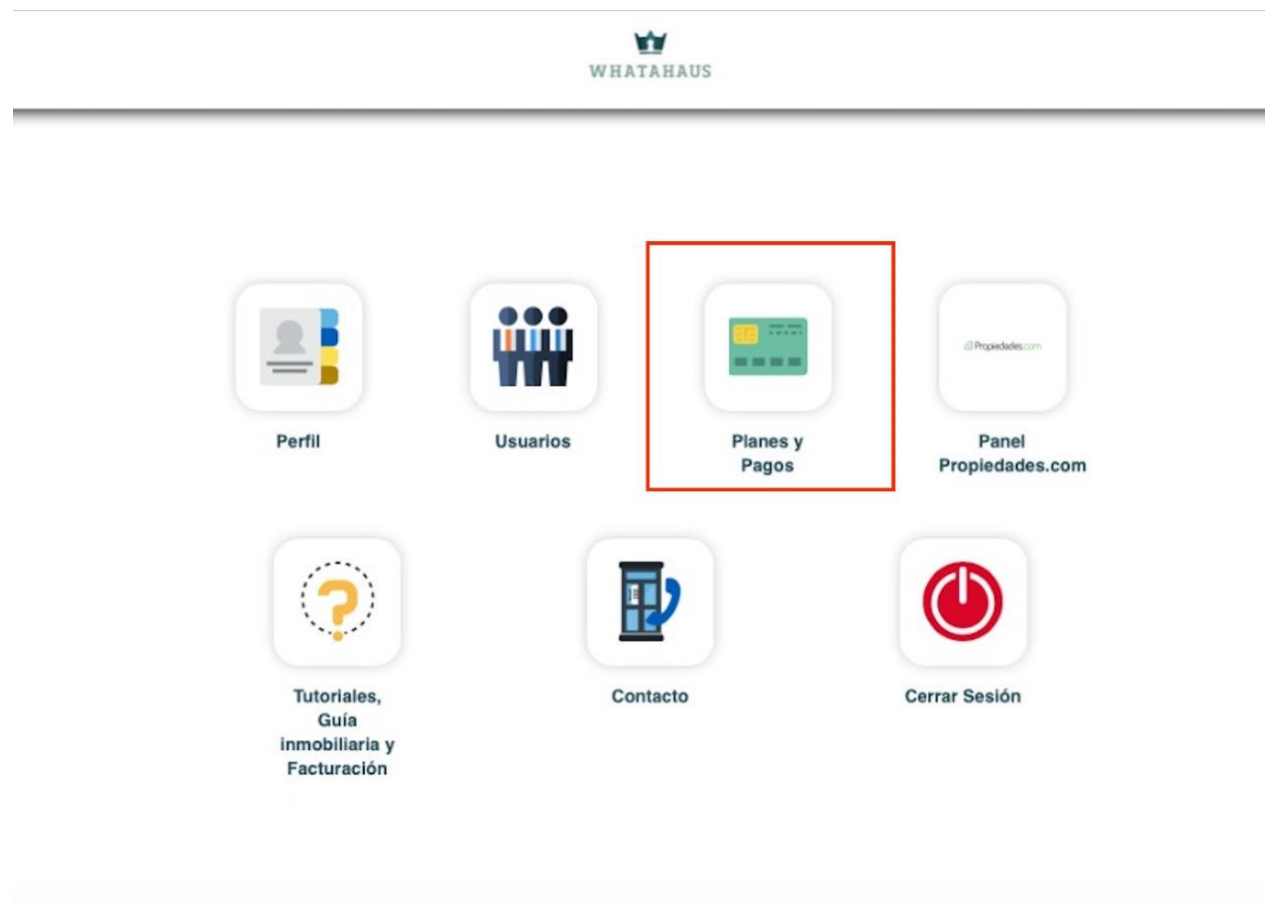 WHATAHAUS
Perfil
Usuarios
Planes y
Pagos
Propiedades.com
Panel
Propiedades.com
Tutoriales,
Guía
inmobiliaria y
Facturación
Contacto
Cerrar Sesión